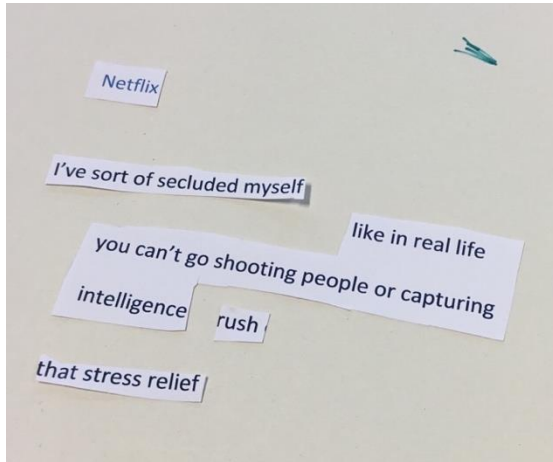 Netflix
I've sort of secluded myself
like in real life
you can't go shooting people or capturing
intelligence
rush
that stress relief